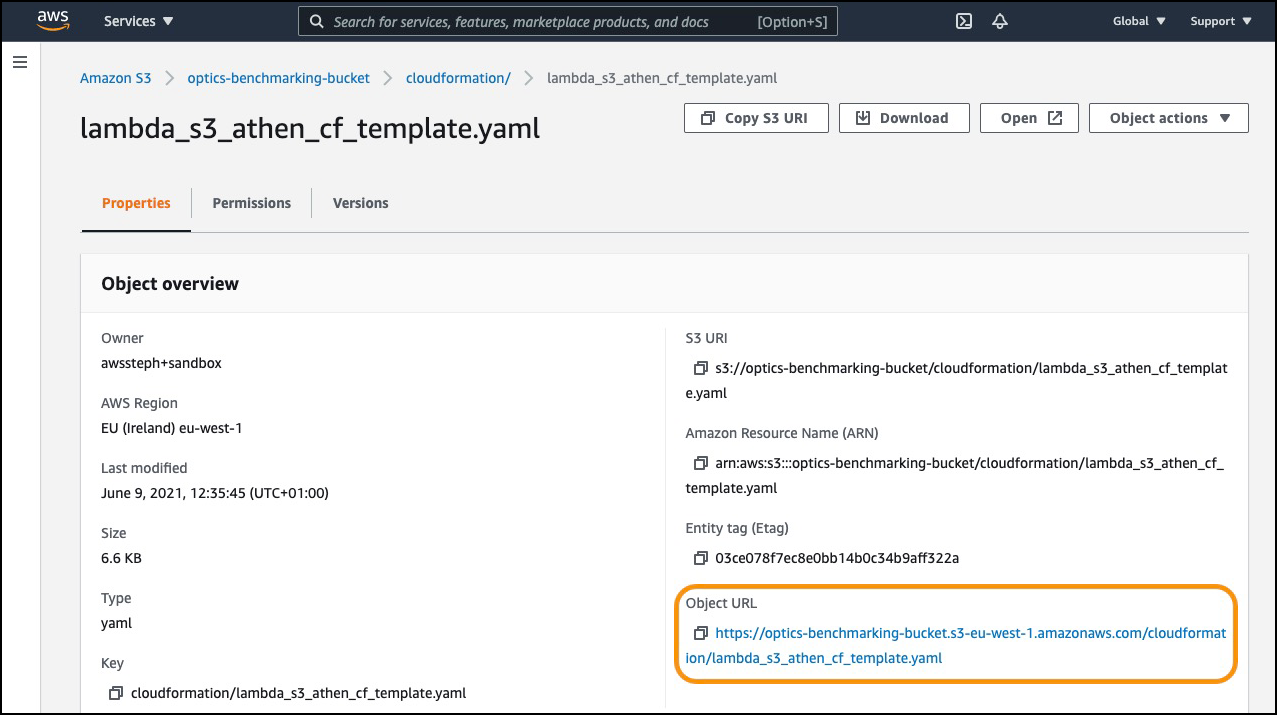 aws Services Search for services, features, marketplace products, and docs [Option+S] Global Support
Amazon S3 optics-benchmarking-bucket cloudformation/ lambda_s3_athen_cf_template.yaml
lambda_s3_athen_cf_template.yaml
Copy S3 URI Download Open Object actions
Properties Permissions Versions
Object overview
Owner
awssteph+sandbox
AWS Region
EU (Ireland) eu-west-1
Last modified
June 9, 2021, 12:35:45 (UTC+01:00)
Size
6.6 KB
Type
yaml
Key
cloudformation/lambda_s3_athen_cf_template.yaml
S3 URI
s3://optics-benchmarking-bucket/cloudformation/lambda_s3_athen_cf_templat
e.yaml
Amazon Resource Name (ARN)
arn:aws:s3:::optics-benchmarking-bucket/cloudformation/lambda_s3_athen_cf_
template.yaml
Entity tag (Etag)
03ce078f7ec8e0bb14b0c34b9aff322a
Object URL
https://optics-benchmarking-bucket.s3-eu-west-1.amazonaws.com/cloudformat
ion/lambda_s3_athen_cf_template.yaml